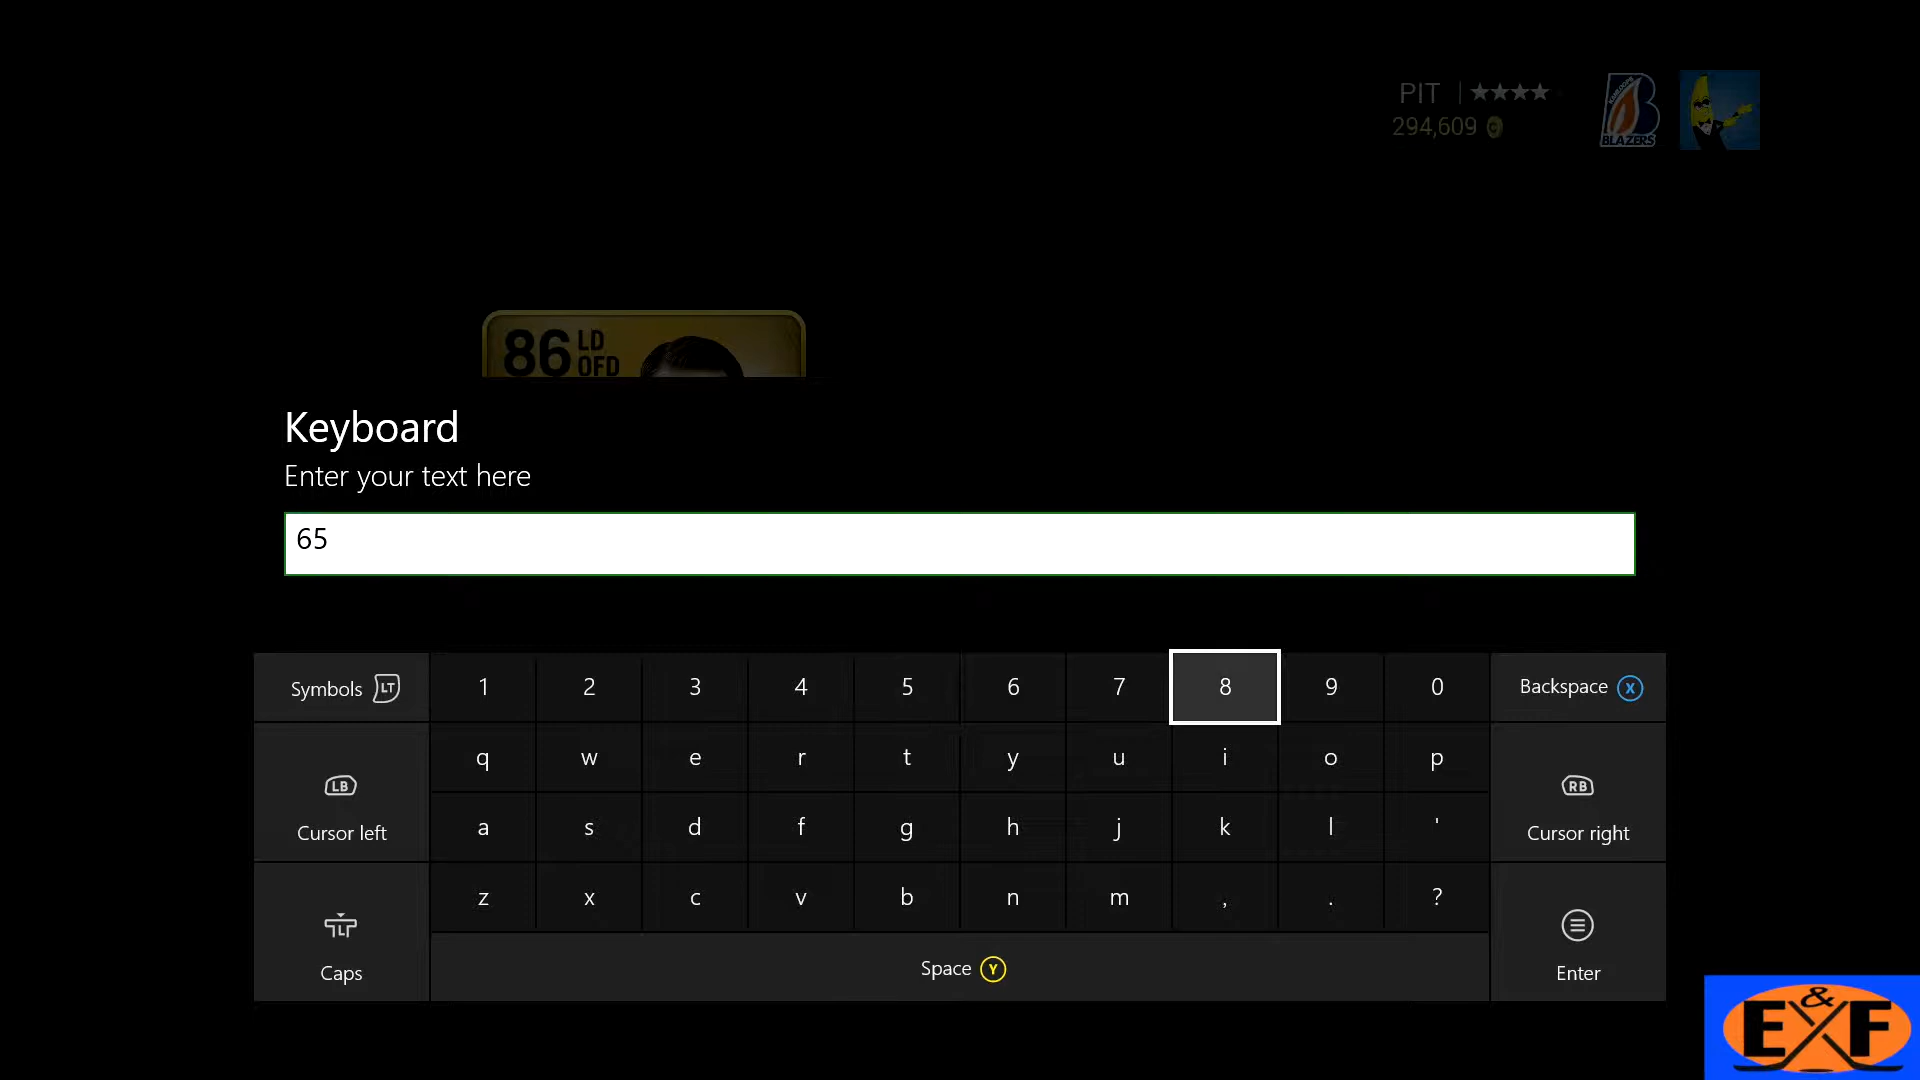 PIT | ★★★★
294,609 C
KAMLOOPS
BLAZERS
86 LD
OFD
Keyboard
Enter your text here
65
Symbols LT 1 2 3 4 5 6 7 8 9 0 Backspace X
q w e r t y u i o p
LB RB
Cursor left a s d f g h j k l ' Cursor right
z x c v b n m , . ?
Caps Space Y Enter
E&F